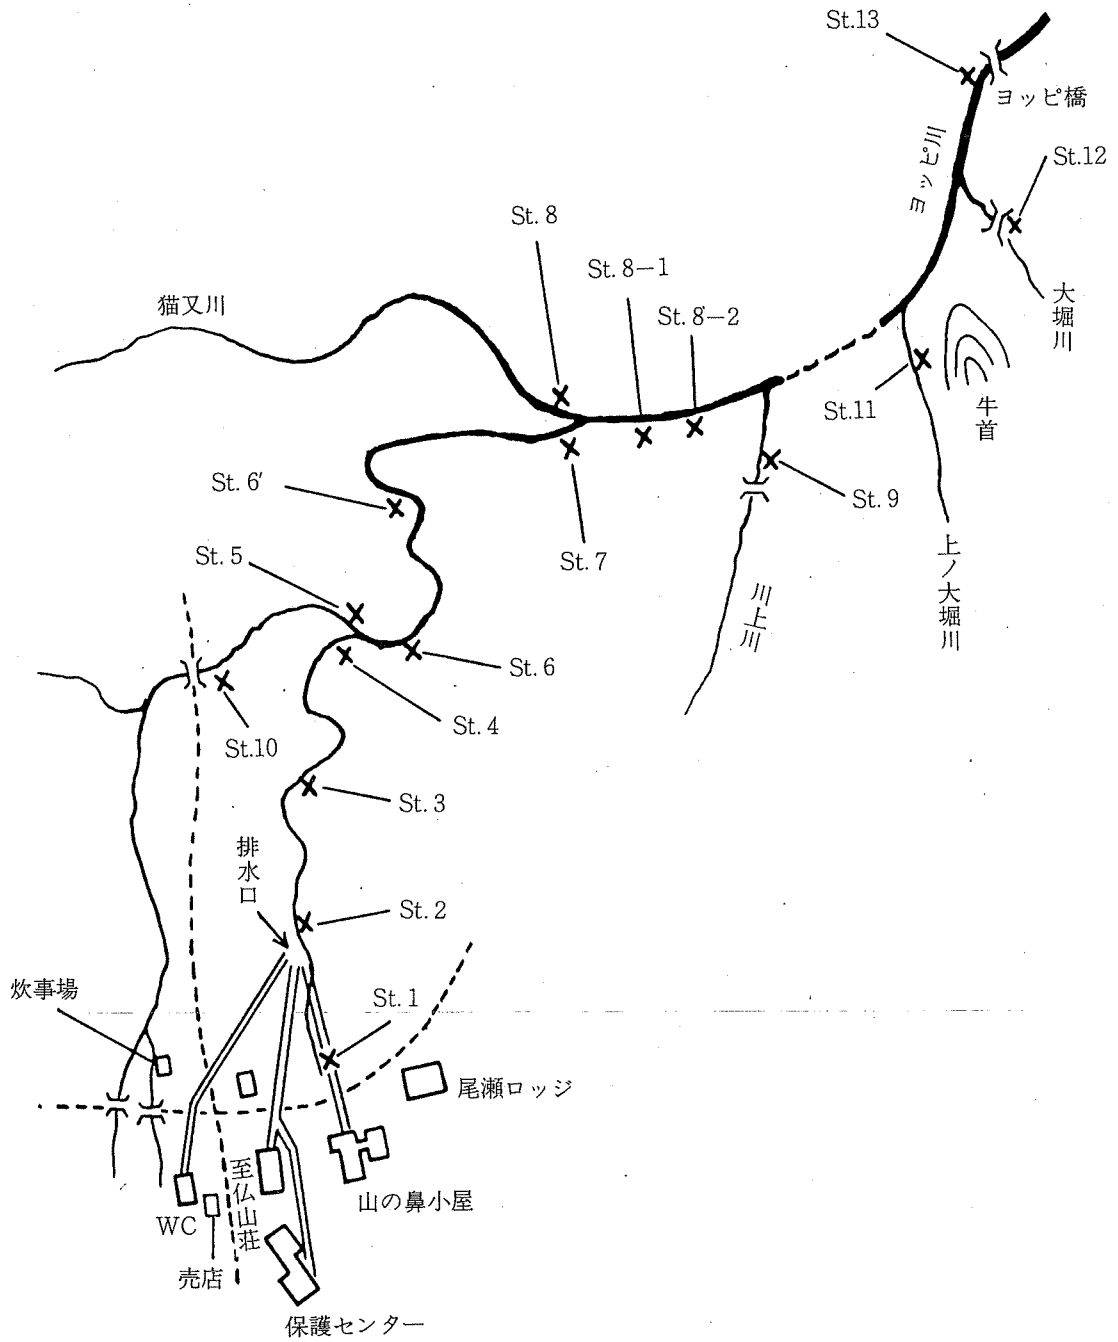 St.13
ヨッピ橋
ヨッピ川
St.12
St. 8
St. 8−1
St. 8−2
猫又川
大堀川
St.11
牛首
St. 6′
St. 9
St. 7
St. 5
上ノ大堀川
川上川
St. 6
St. 4
St.10
St. 3
排水口
St. 2
炊事場
St. 1
尾瀬ロッジ
至仏山荘
山の鼻小屋
WC
売店
保護センター